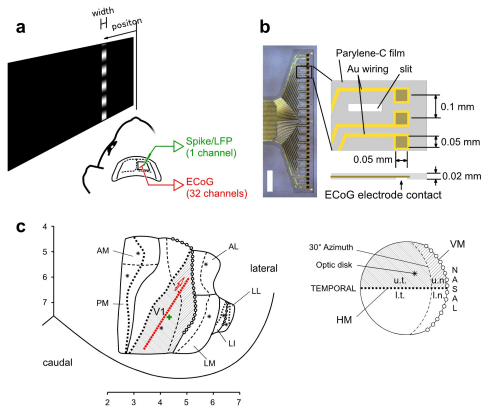 a
width
positon
Spike/LFP
(1 channel)
ECoG
(32 channels)
b
Parylene-C film
Au wiring
slit
0.1 mm
0.05 mm
0.05 mm
0.02 mm
ECoG electrode contact
c
4
5
6
7
2 3 4 5 6 7
AM
AL
PM
V1
LL
LI
LM
lateral
caudal
30° Azimuth
Optic disk
TEMPORAL
HM
VM
u.t.
u.n.
l.t.
l.n.
NASAL